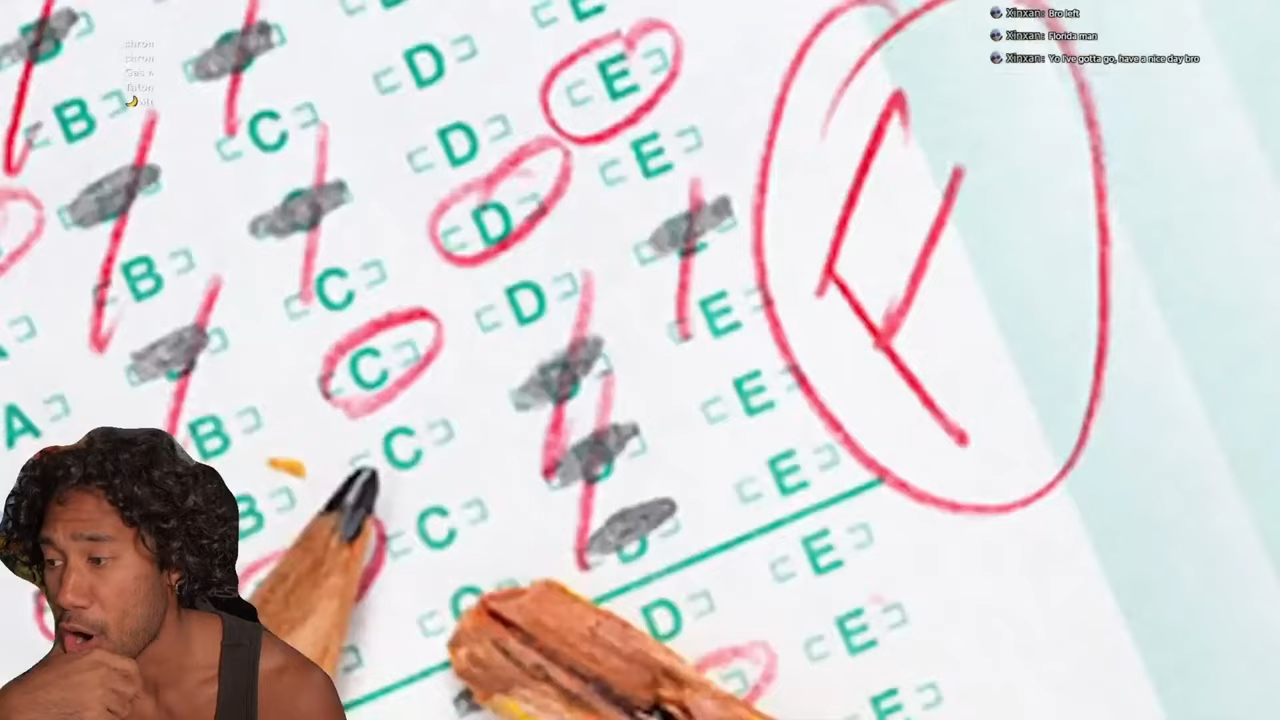 Xinxan: Bro left
Xinxan: Florida man
Xinxan: Yo I've gotta go, have a nice day bro
D E
B C D E
D E
B C D E
C E
A B C E
B C E
C D E
E
F